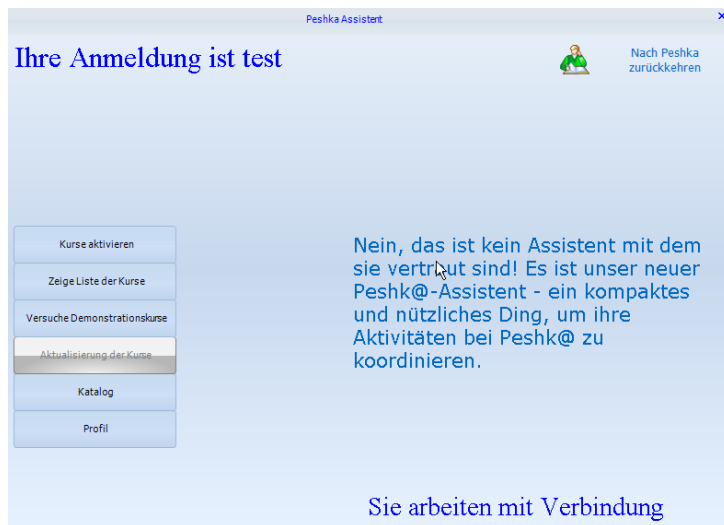 Peshka Assistent
Ihre Anmeldung ist test
Nach Peshka
zurückkehren
Kurse aktivieren
Zeige Liste der Kurse
Versuche Demonstrationskurse
Aktualisierung der Kurse
Katalog
Profil
Nein, das ist kein Assistent mit dem
sie vertraut sind! Es ist unser neuer
Peshk@-Assistent - ein kompaktes
und nützliches Ding, um ihre
Aktivitäten bei Peshk@ zu
koordinieren.
Sie arbeiten mit Verbindung